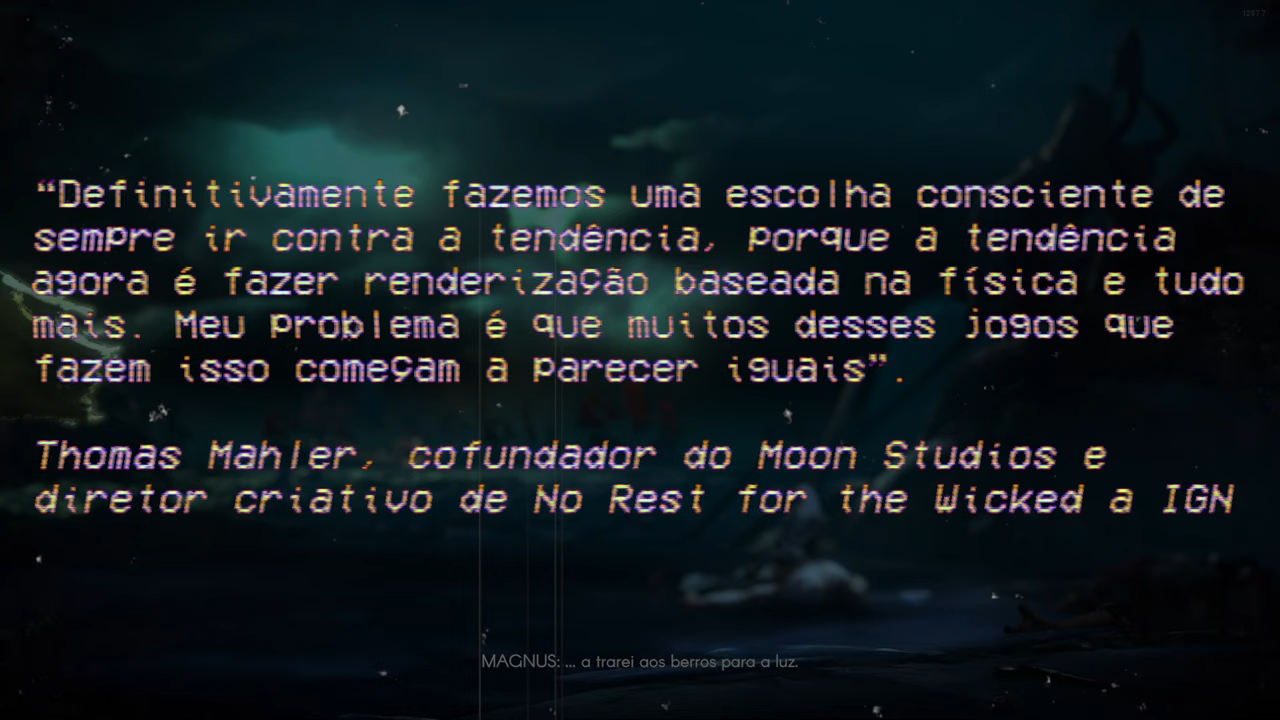 12577
“Definitivamente fazemos uma escolha consciente de
sempre ir contra a tendência, porque a tendência
agora é fazer renderização baseada na física e tudo
mais. Meu problema é que muitos desses jogos que
fazem isso começam a parecer iguais”.
Thomas Mahler, cofundador do Moon Studios e
diretor criativo de No Rest for the Wicked a IGN
MAGNUS: ... a trarei aos berros para a luz.